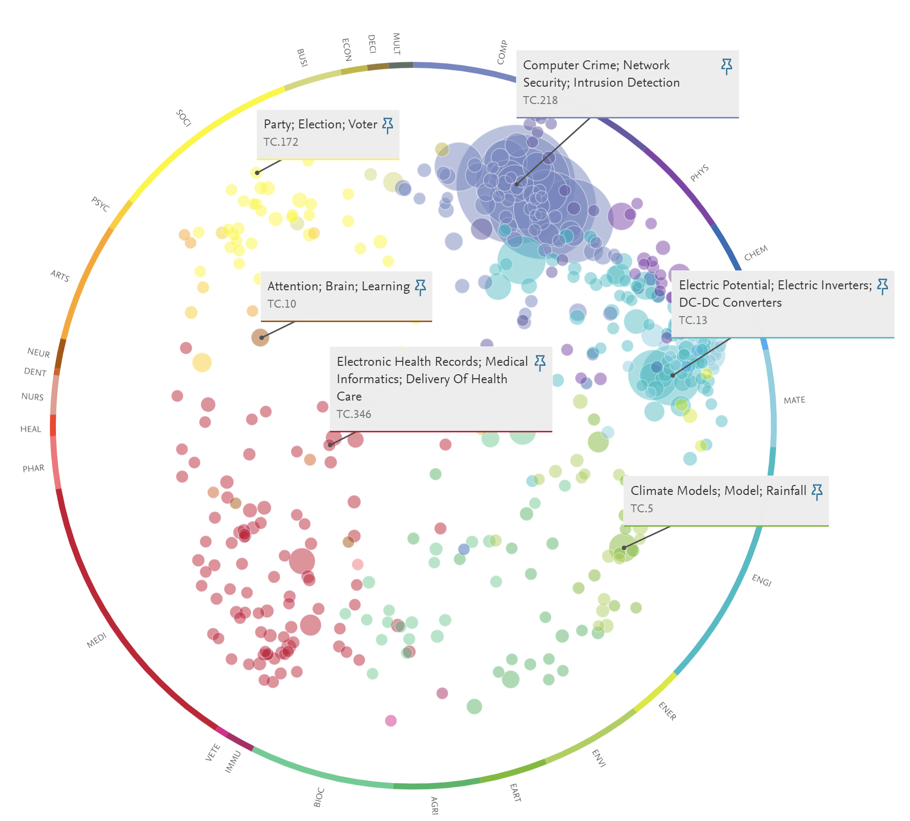 MULT
DECI
ECON
BUSI
COMP
SOCI
PHYS
PSYC
CHEM
ARTS
NEUR
DENT
NURS
HEAL
PHAR
MATE
MEDI
ENGI
ENER
VETE
IMMU
ENVI
BIOC
AGRI
EART
Computer Crime; Network
Security; Intrusion Detection
TC.218
Party; Election; Voter
TC.172
Attention; Brain; Learning
TC.10
Electric Potential; Electric Inverters;
DC-DC Converters
TC.13
Electronic Health Records; Medical
Informatics; Delivery Of Health
Care
TC.346
Climate Models; Model; Rainfall
TC.5